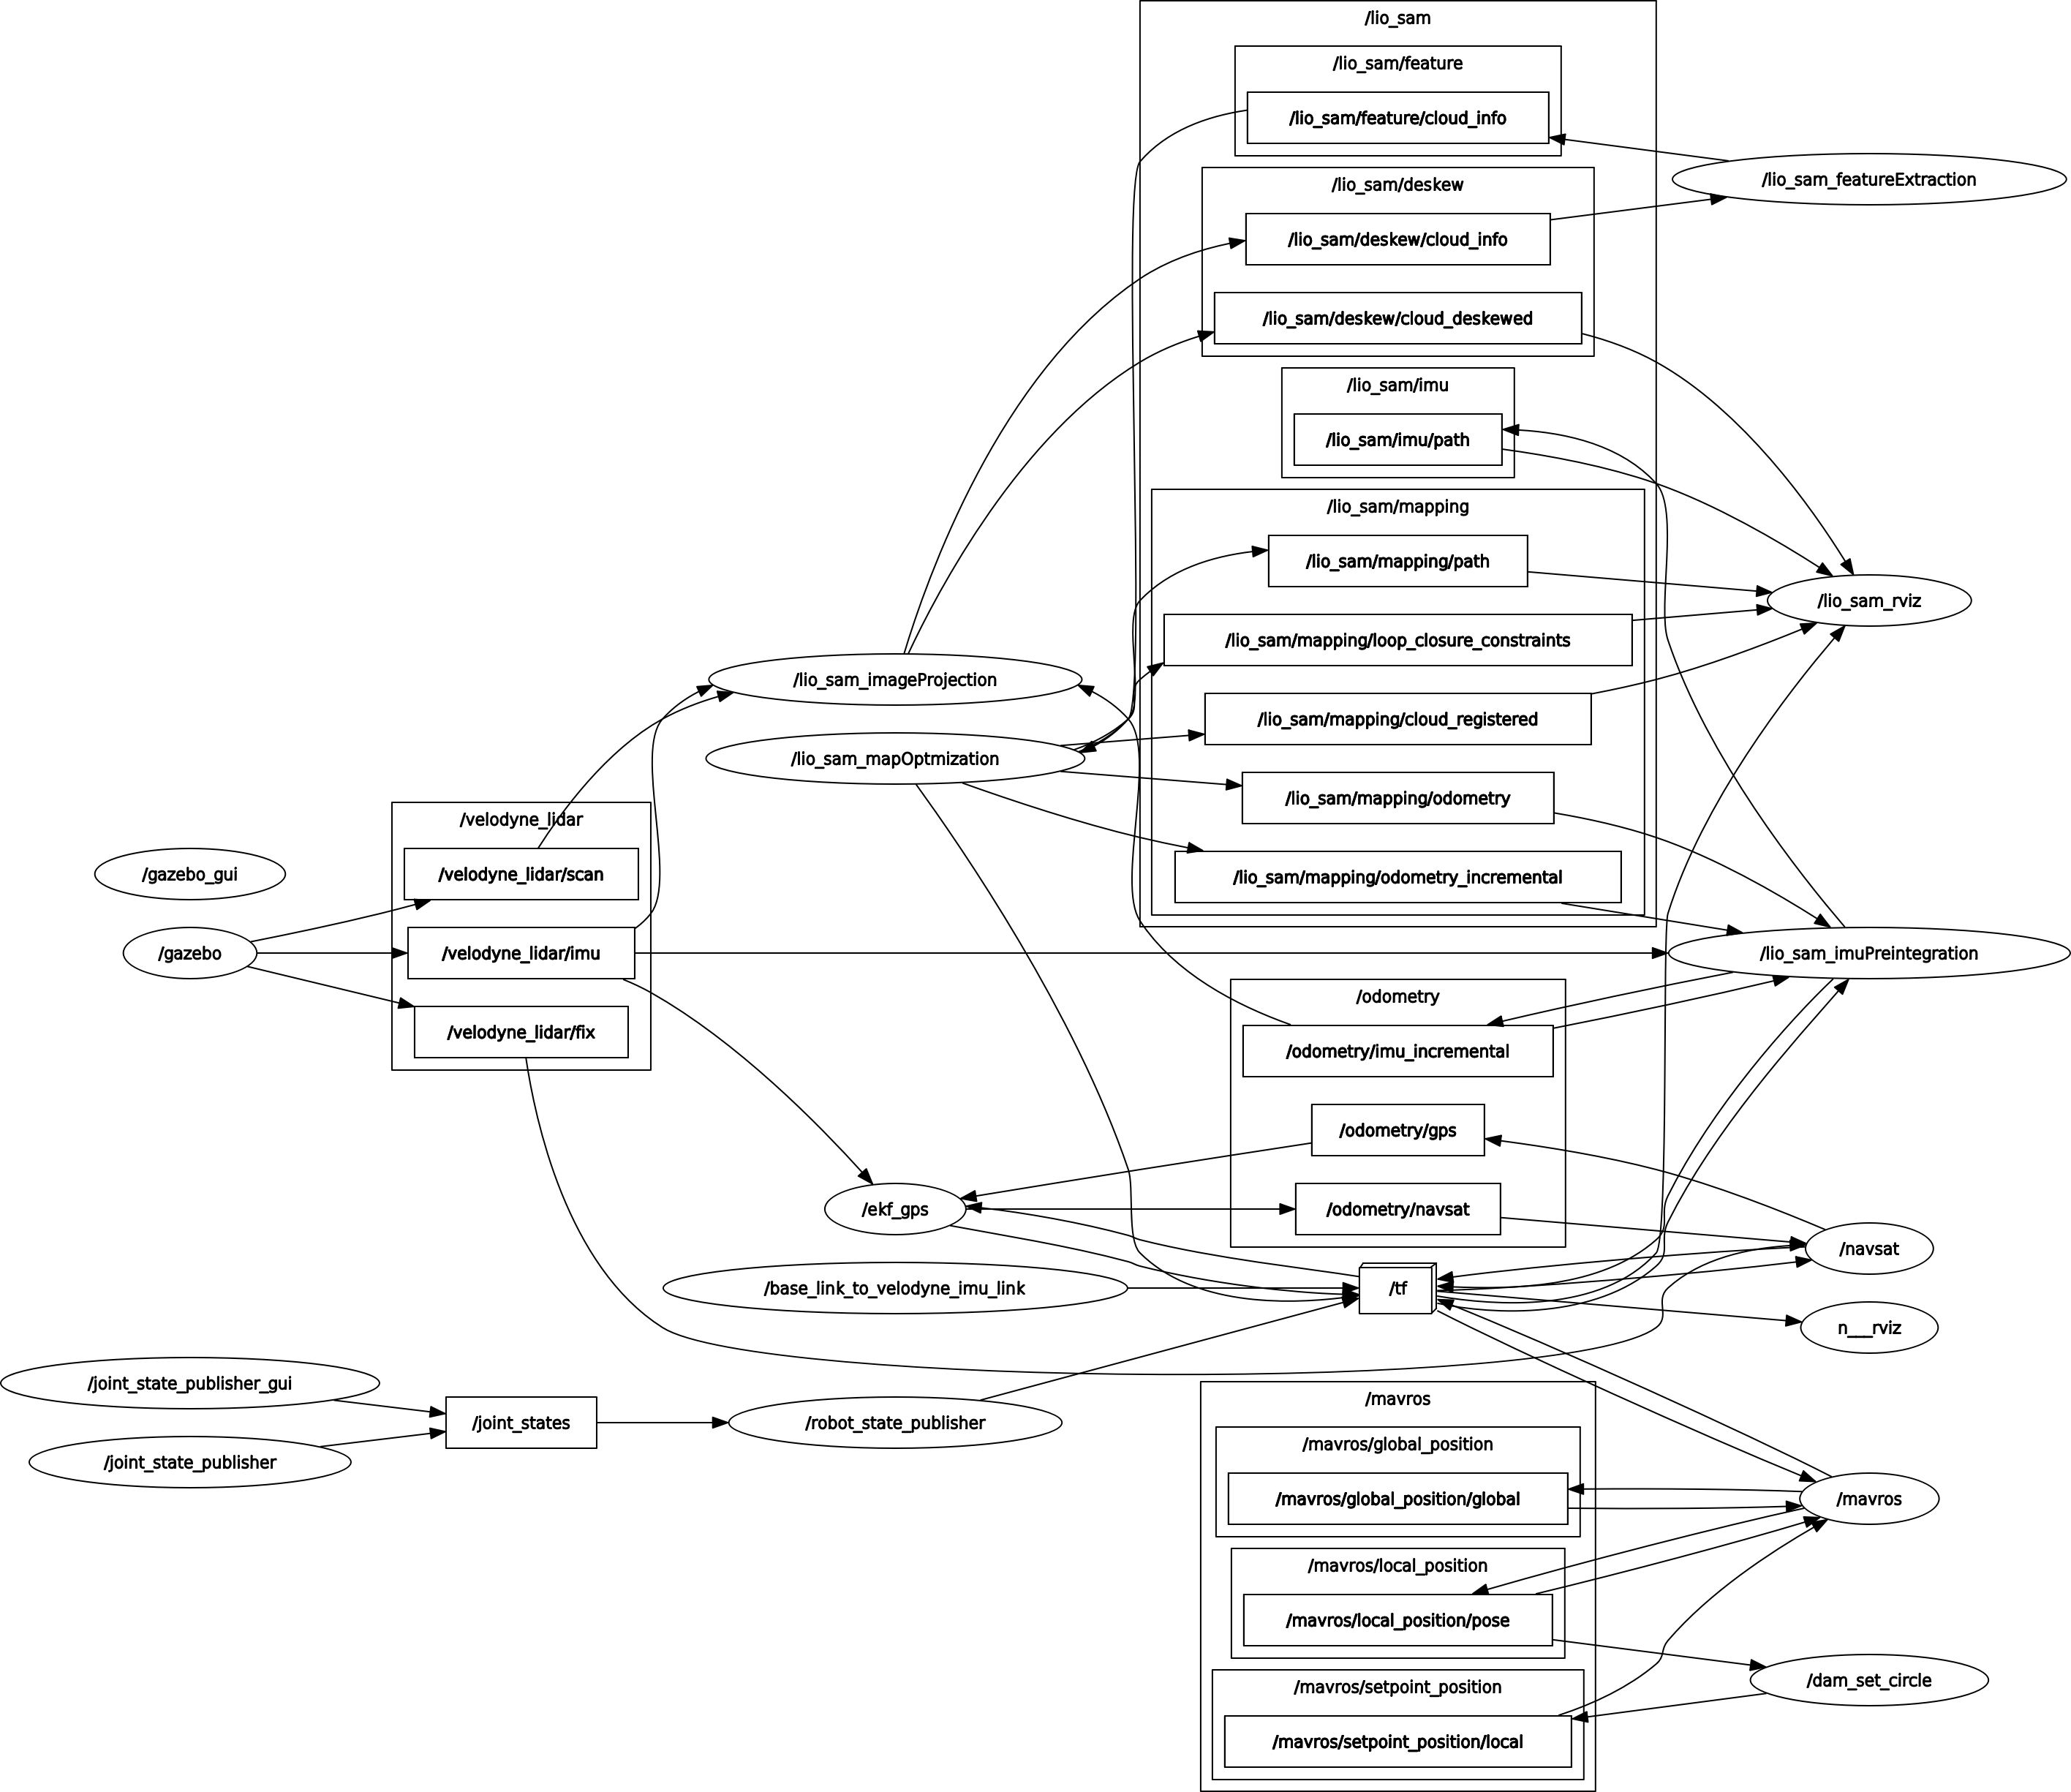 /lio_sam
/lio_sam/feature
/lio_sam/feature/cloud_info
/lio_sam_featureExtraction
/lio_sam/deskew
/lio_sam/deskew/cloud_info
/lio_sam/deskew/cloud_deskewed
/lio_sam/imu
/lio_sam/imu/path
/lio_sam/mapping
/lio_sam/mapping/path
/lio_sam_rviz
/lio_sam/mapping/loop_closure_constraints
/lio_sam_imageProjection
/lio_sam/mapping/cloud_registered
/lio_sam_mapOptmization
/lio_sam/mapping/odometry
/velodyne_lidar
/gazebo_gui
/velodyne_lidar/scan
/lio_sam/mapping/odometry_incremental
/gazebo
/velodyne_lidar/imu
/lio_sam_imuPreintegration
/odometry
/velodyne_lidar/fix
/odometry/imu_incremental
/odometry/gps
/ekf_gps
/odometry/navsat
/navsat
/base_link_to_velodyne_imu_link
/tf
n___rviz
/joint_state_publisher_gui
/mavros
/joint_states
/robot_state_publisher
/mavros/global_position
/joint_state_publisher
/mavros/global_position/global
/mavros
/mavros/local_position
/mavros/local_position/pose
/dam_set_circle
/mavros/setpoint_position
/mavros/setpoint_position/local